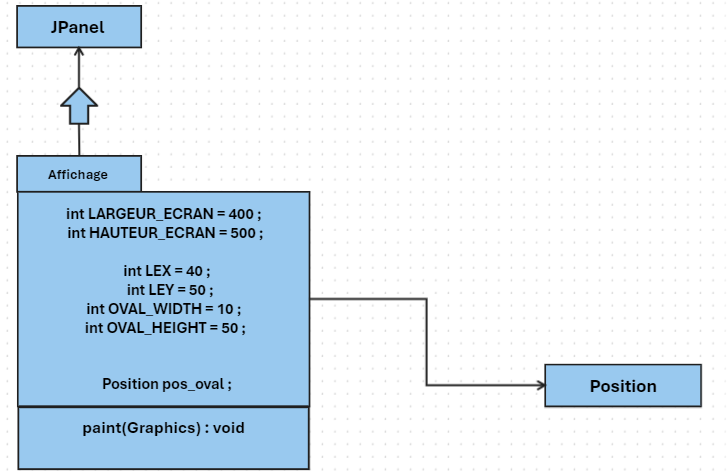 JPanel
Affichage
int LARGEUR_ECRAN = 400 ;
int HAUTEUR_ECRAN = 500 ;
int LEX = 40 ;
int LEY = 50 ;
int OVAL_WIDTH = 10 ;
int OVAL_HEIGHT = 50 ;
Position pos_oval ;
Position
paint(Graphics) : void